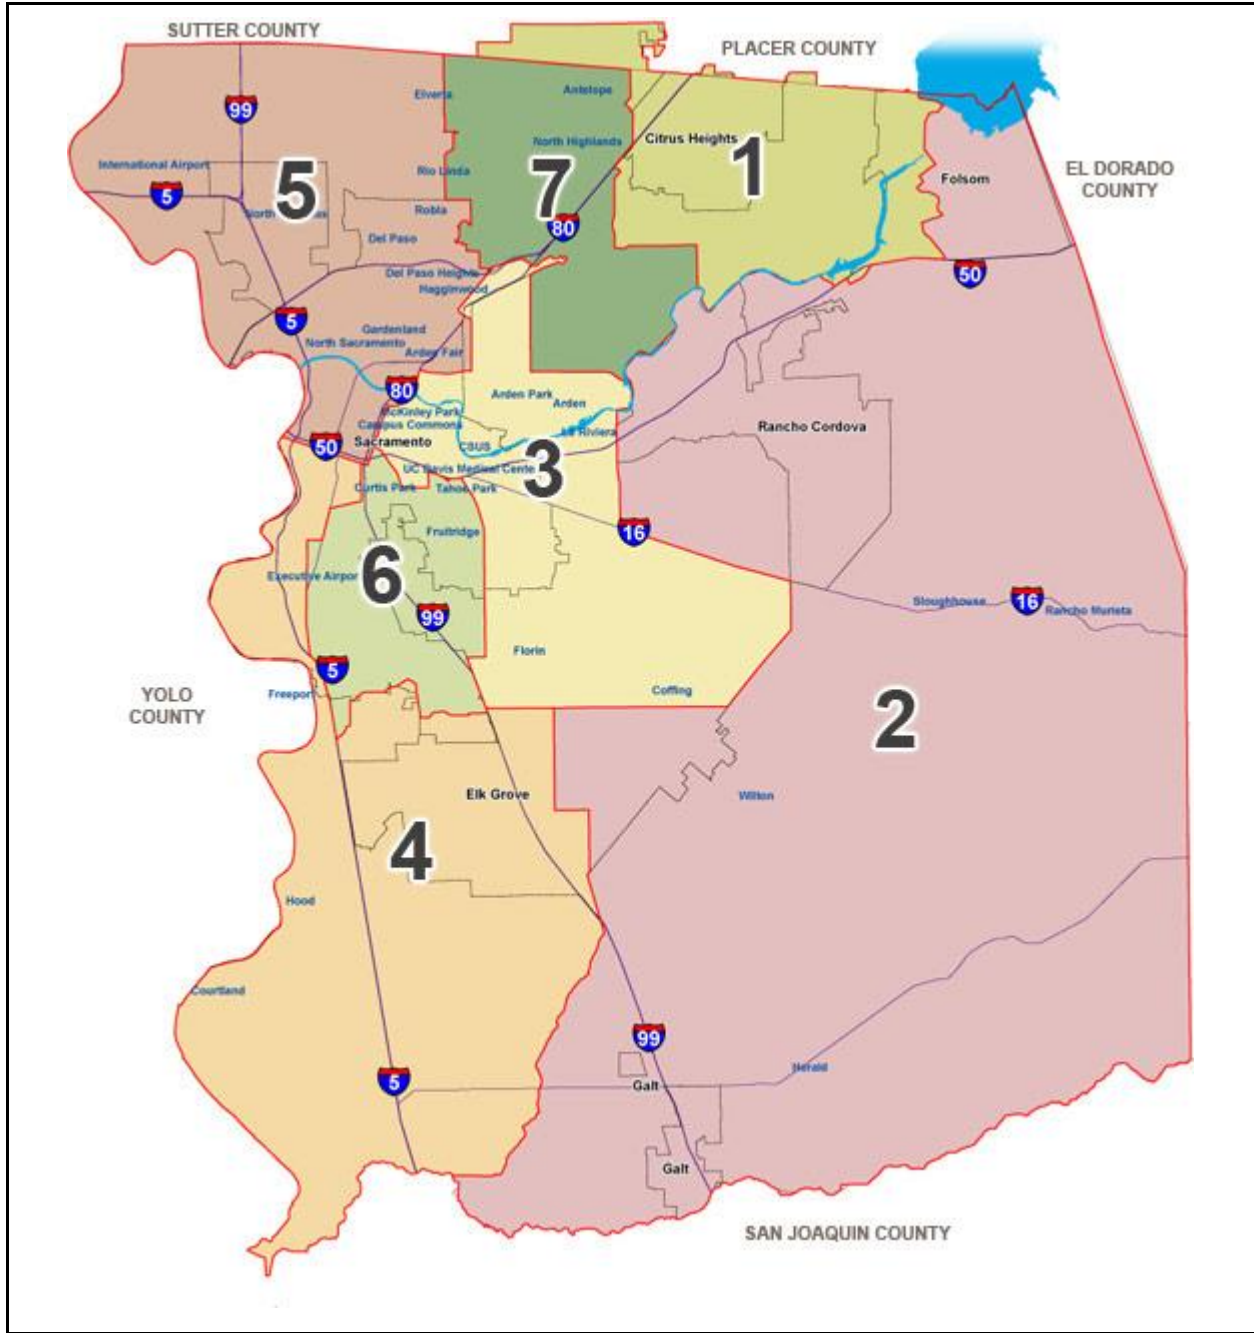 SUTTER COUNTY
PLACER COUNTY
99
Elverta
Antelope
North Highlands
Citrus Heights
1
International Airport
5
5
Rio Linda
7
Folsom
EL DORADO
COUNTY
Robla
80
Del Paso
Del Paso Heights
Hagginwood
50
5
Gardenland
North Sacramento
Arden Fair
80
Arden Park
Arden
McKinley Park
Campus Commons
La Riviera
Rancho Cordova
50
Sacramento
CSUS
3
UC Davis Medical Center
Curtis Park
Tahoe Park
16
Fruitridge
6
Executive Airport
99
Sloughhouse
16
Rancho Murieta
Florin
5
Freeport
Coffing
YOLO
COUNTY
2
Elk Grove
Wilton
4
Hood
Courtland
99
5
Herald
Galt
Galt
SAN JOAQUIN COUNTY